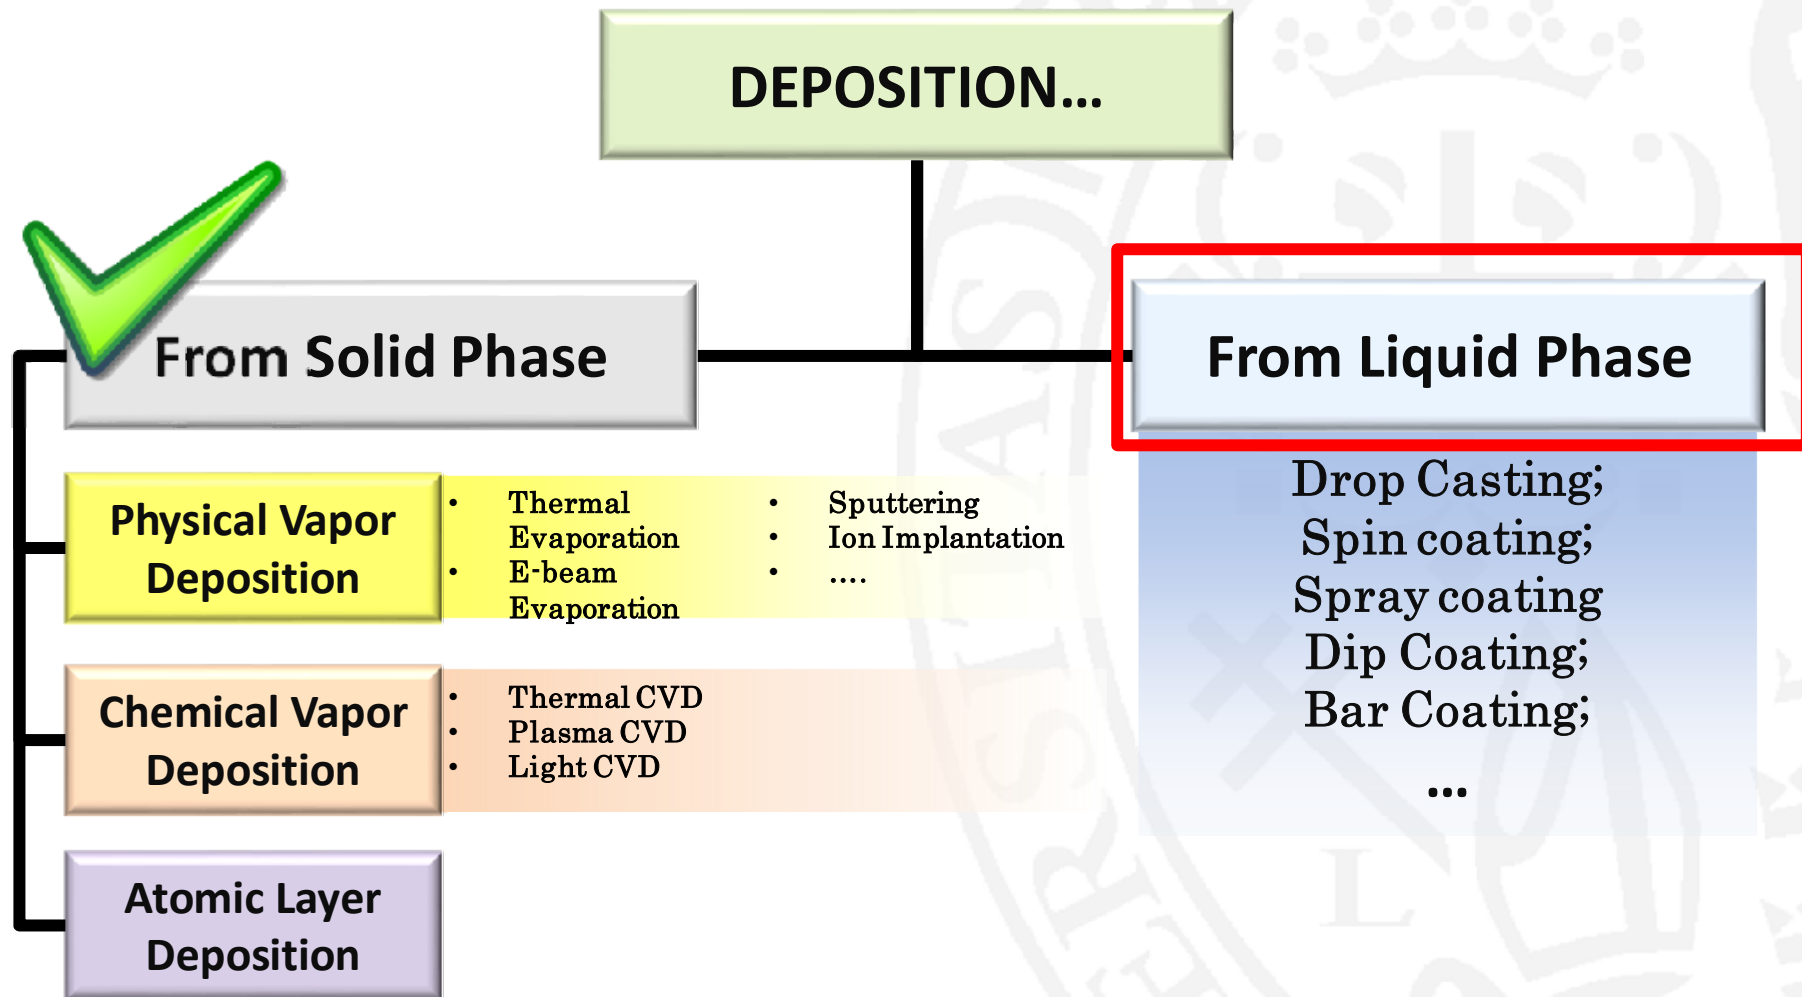 DEPOSITION...
From Solid Phase
From Liquid Phase
Physical Vapor
Deposition
• Thermal
Evaporation
• E-beam
Evaporation
• Sputtering
• Ion Implantation
• ....
Chemical Vapor
Deposition
• Thermal CVD
• Plasma CVD
• Light CVD
Atomic Layer
Deposition
Drop Casting;
Spin coating;
Spray coating
Dip Coating;
Bar Coating;
...